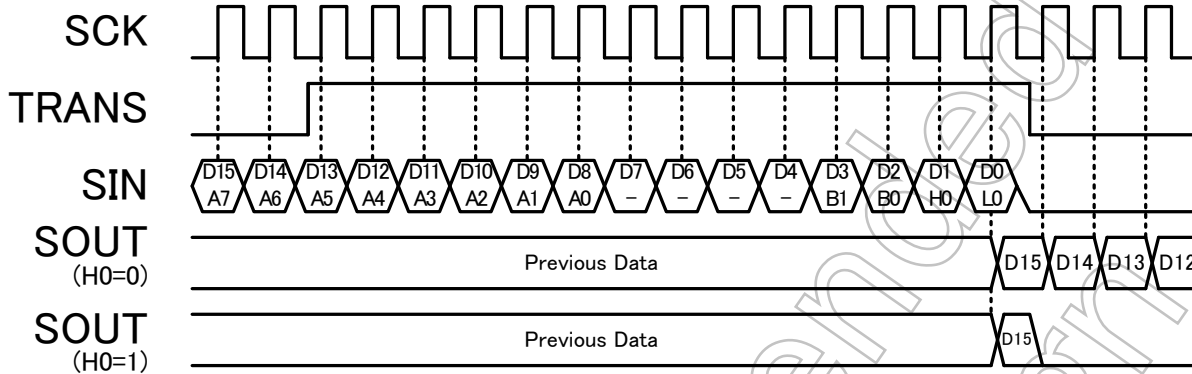 SCK
TRANS
SIN
D15 D14 D13 D12 D11 D10 D9 D8 D7 D6 D5 D4 D3 D2 D1 D0
A7 A6 A5 A4 A3 A2 A1 A0 - - - - B1 B0 H0 L0
SOUT
(H0=0)
Previous Data
D15 D14 D13 D12
SOUT
(H0=1)
Previous Data
D15